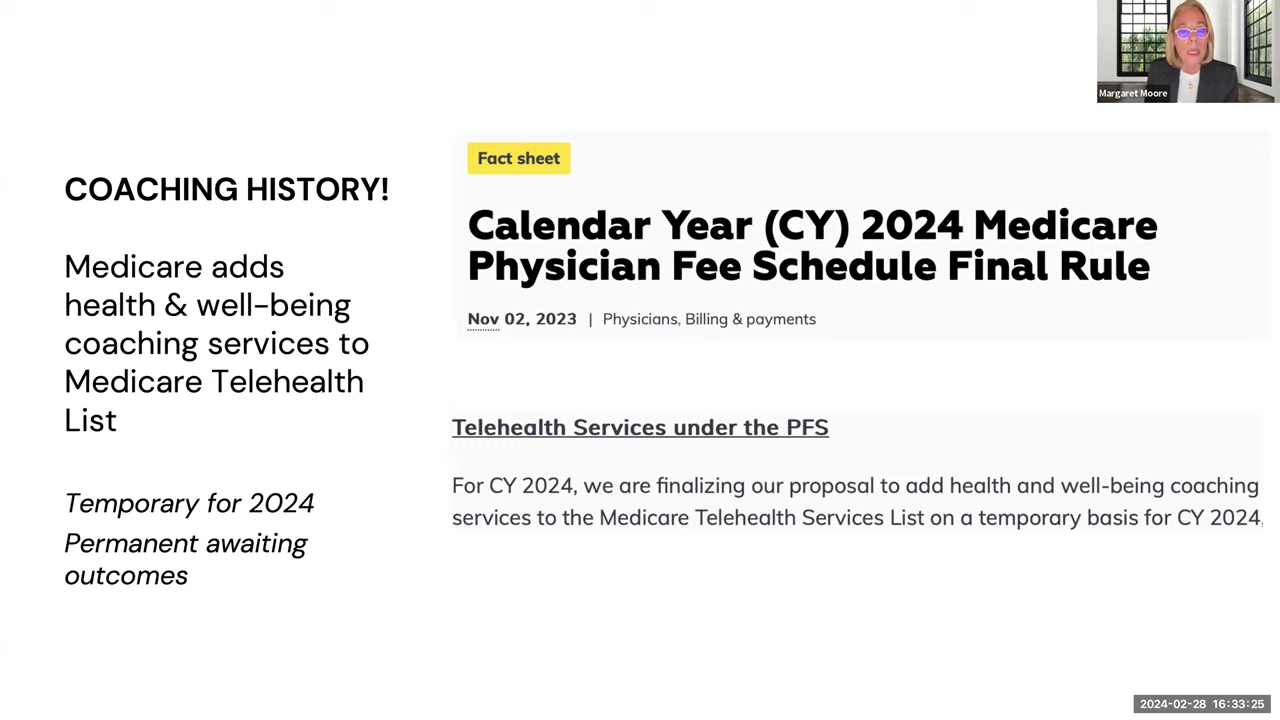 Margaret Moore
COACHING HISTORY!
Medicare adds
health & well-being
coaching services to
Medicare Telehealth
List
Temporary for 2024
Permanent awaiting
outcomes
Fact sheet
Calendar Year (CY) 2024 Medicare
Physician Fee Schedule Final Rule
Nov 02, 2023 | Physicians, Billing & payments
Telehealth Services under the PFS
For CY 2024, we are finalizing our proposal to add health and well-being coaching
services to the Medicare Telehealth Services List on a temporary basis for CY 2024,
2024-02-28 16:33:25